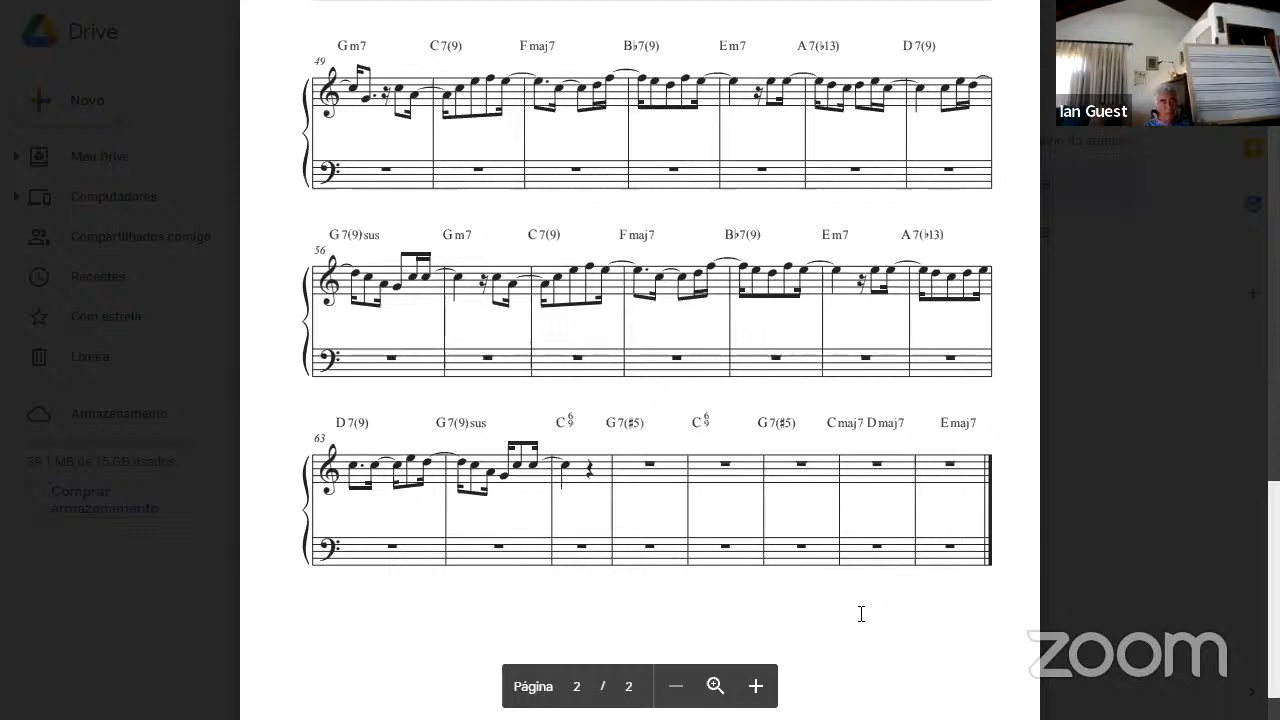 Drive
Novo
Meu Drive
Computadores
Compartilhados comigo
Recentes
Com estrela
Lixeira
Armazenamento
Comprar
armazenamento
Gm7 C7(9) Fmaj7 B♭7(9) Em7 A7(♭13) D7(9)
49
G7(9)sus Gm7 C7(9) Fmaj7 B♭7(9) Em7 A7(♭13)
56
D7(9) G7(9)sus C6/9 G7(♯5) C6/9 G7(♯5) Cmaj7 Dmaj7 Emaj7
63
Página 2 / 2
Ian Guest
zoom